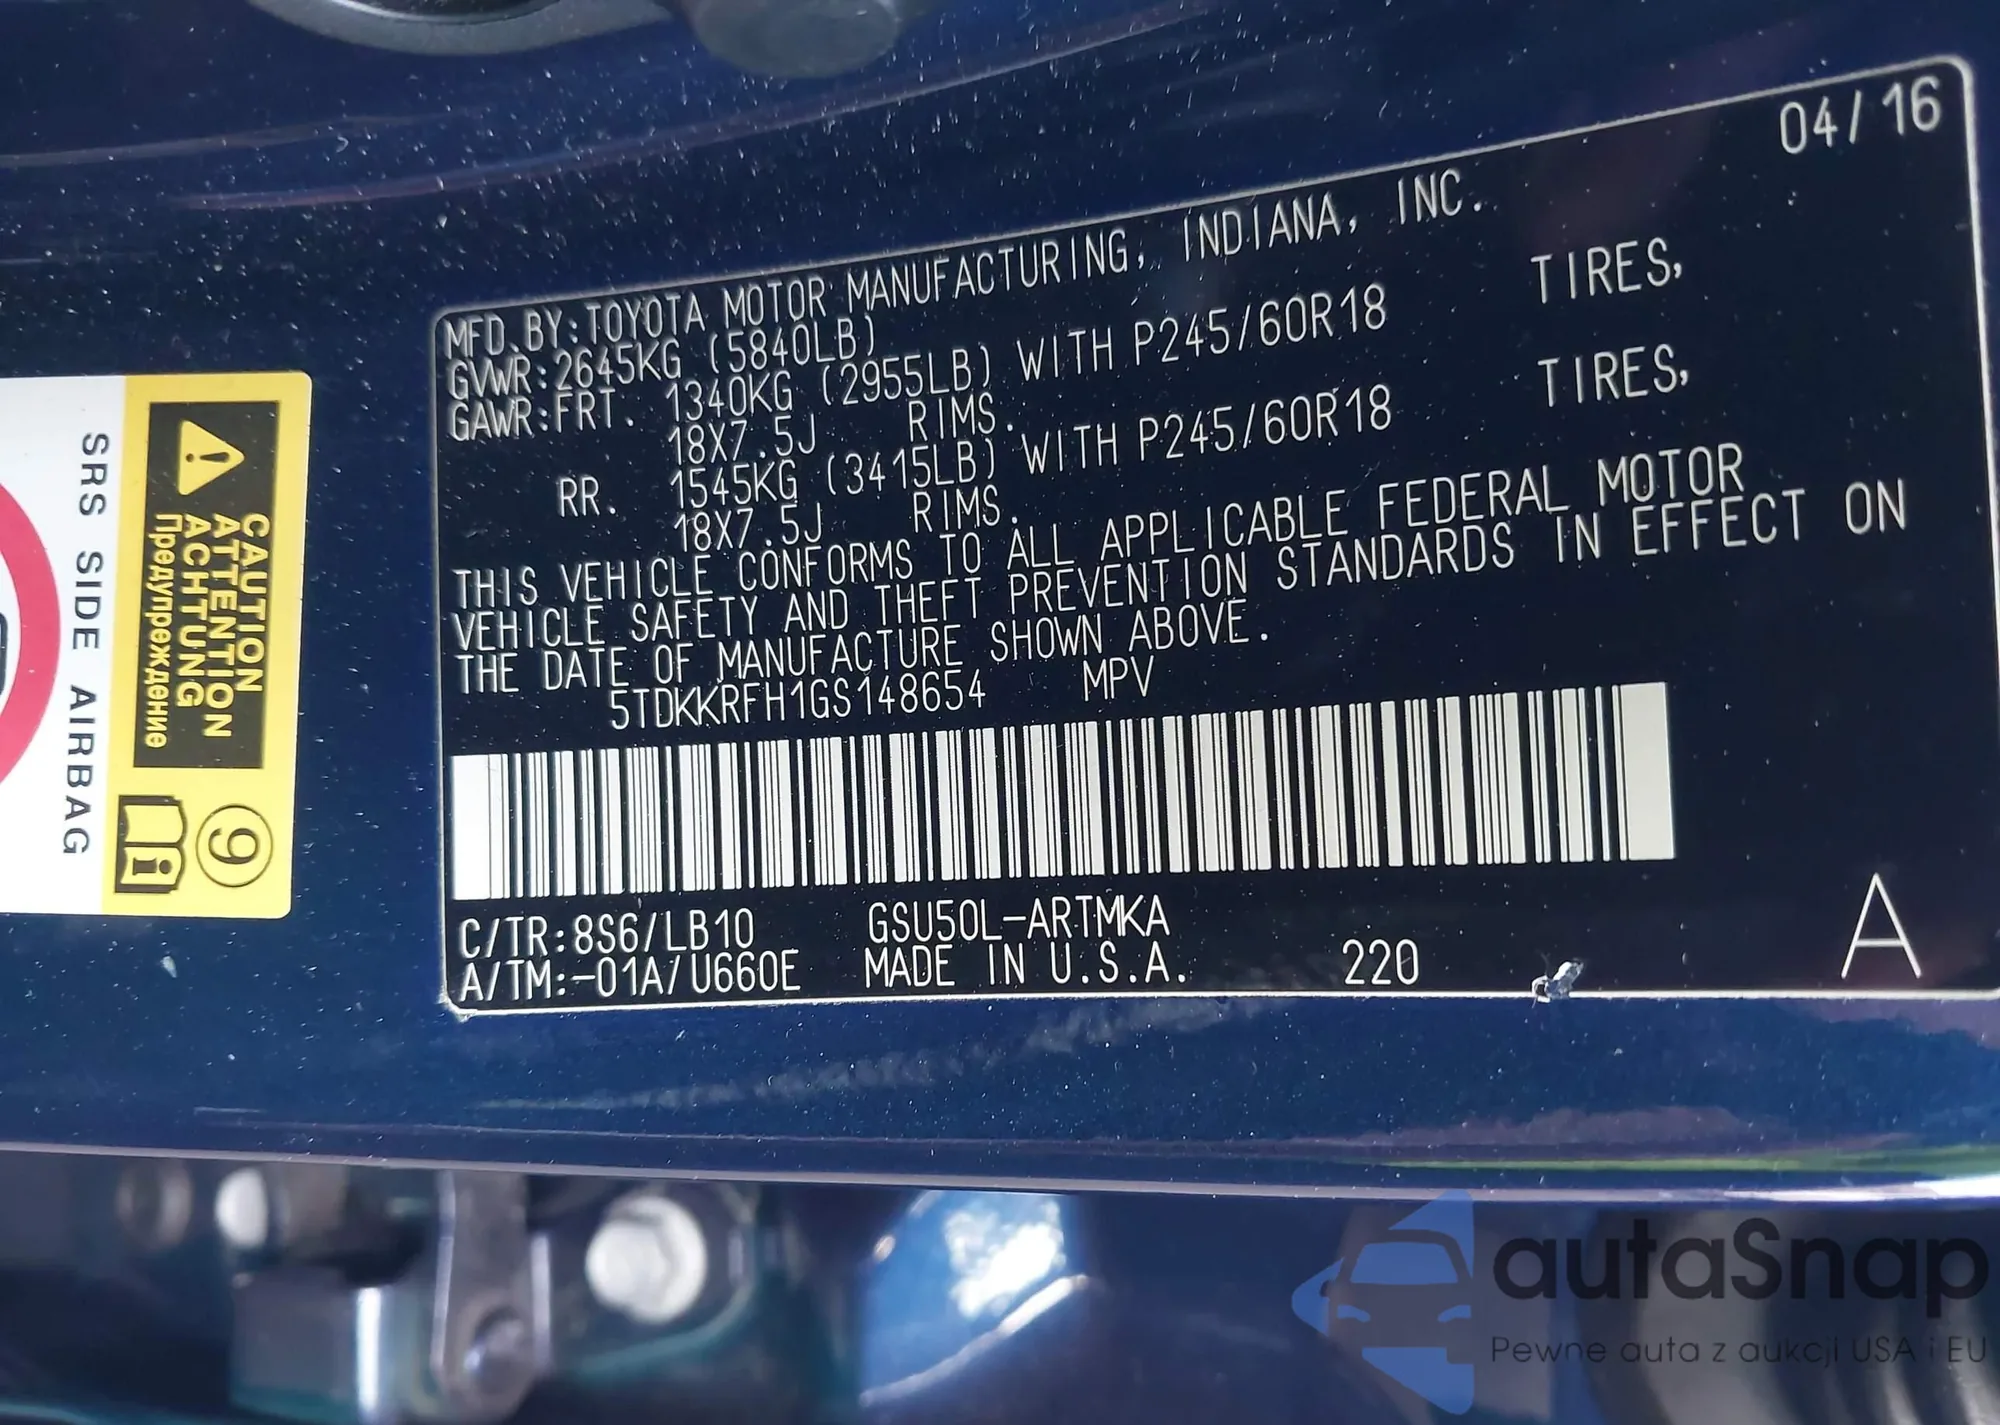 04/16
MFD.BY:TOYOTA MOTOR MANUFACTURING, INDIANA, INC.
GVWR:2645KG (5840LB)
GAWR:FRT. 1340KG (2955LB) WITH P245/60R18 TIRES,
18X7.5J RIMS.
RR. 1545KG (3415LB) WITH P245/60R18 TIRES,
18X7.5J RIMS.
THIS VEHICLE CONFORMS TO ALL APPLICABLE FEDERAL MOTOR
VEHICLE SAFETY AND THEFT PREVENTION STANDARDS IN EFFECT ON
THE DATE OF MANUFACTURE SHOWN ABOVE.
5TDKKRFH1GS148654 MPV
C/TR:8S6/LB10 GSU50L-ARTMKA
A/TM:-01A/U660E MADE IN U.S.A. 220 A
CAUTION
ATTENTION
ACHTUNG
Предупреждение
9
SRS SIDE AIRBAG
autaSnap
Pewne auta z aukcji USA i EU